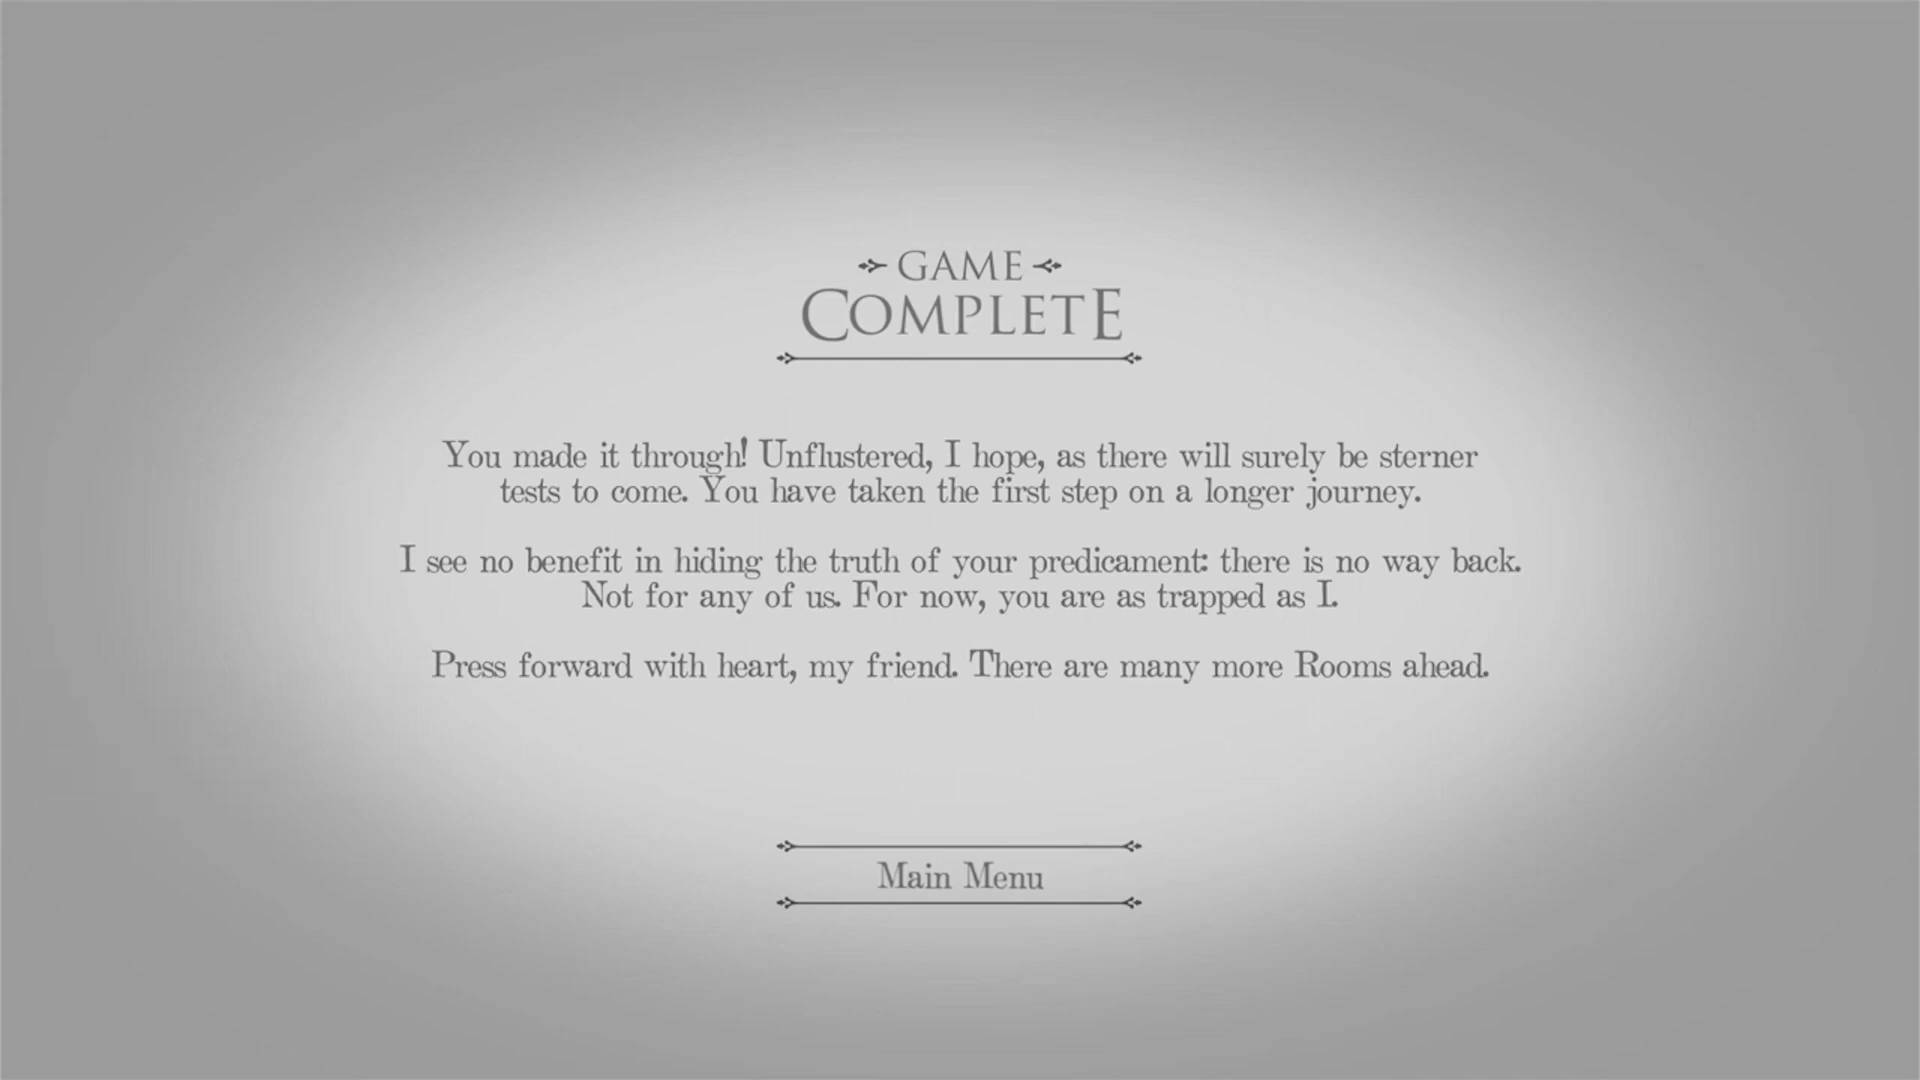 GAME
COMPLETE
You made it through! Unflustered, I hope, as there will surely be sterner
tests to come. You have taken the first step on a longer journey.
I see no benefit in hiding the truth of your predicament: there is no way back.
Not for any of us. For now, you are as trapped as I.
Press forward with heart, my friend. There are many more Rooms ahead.
Main Menu